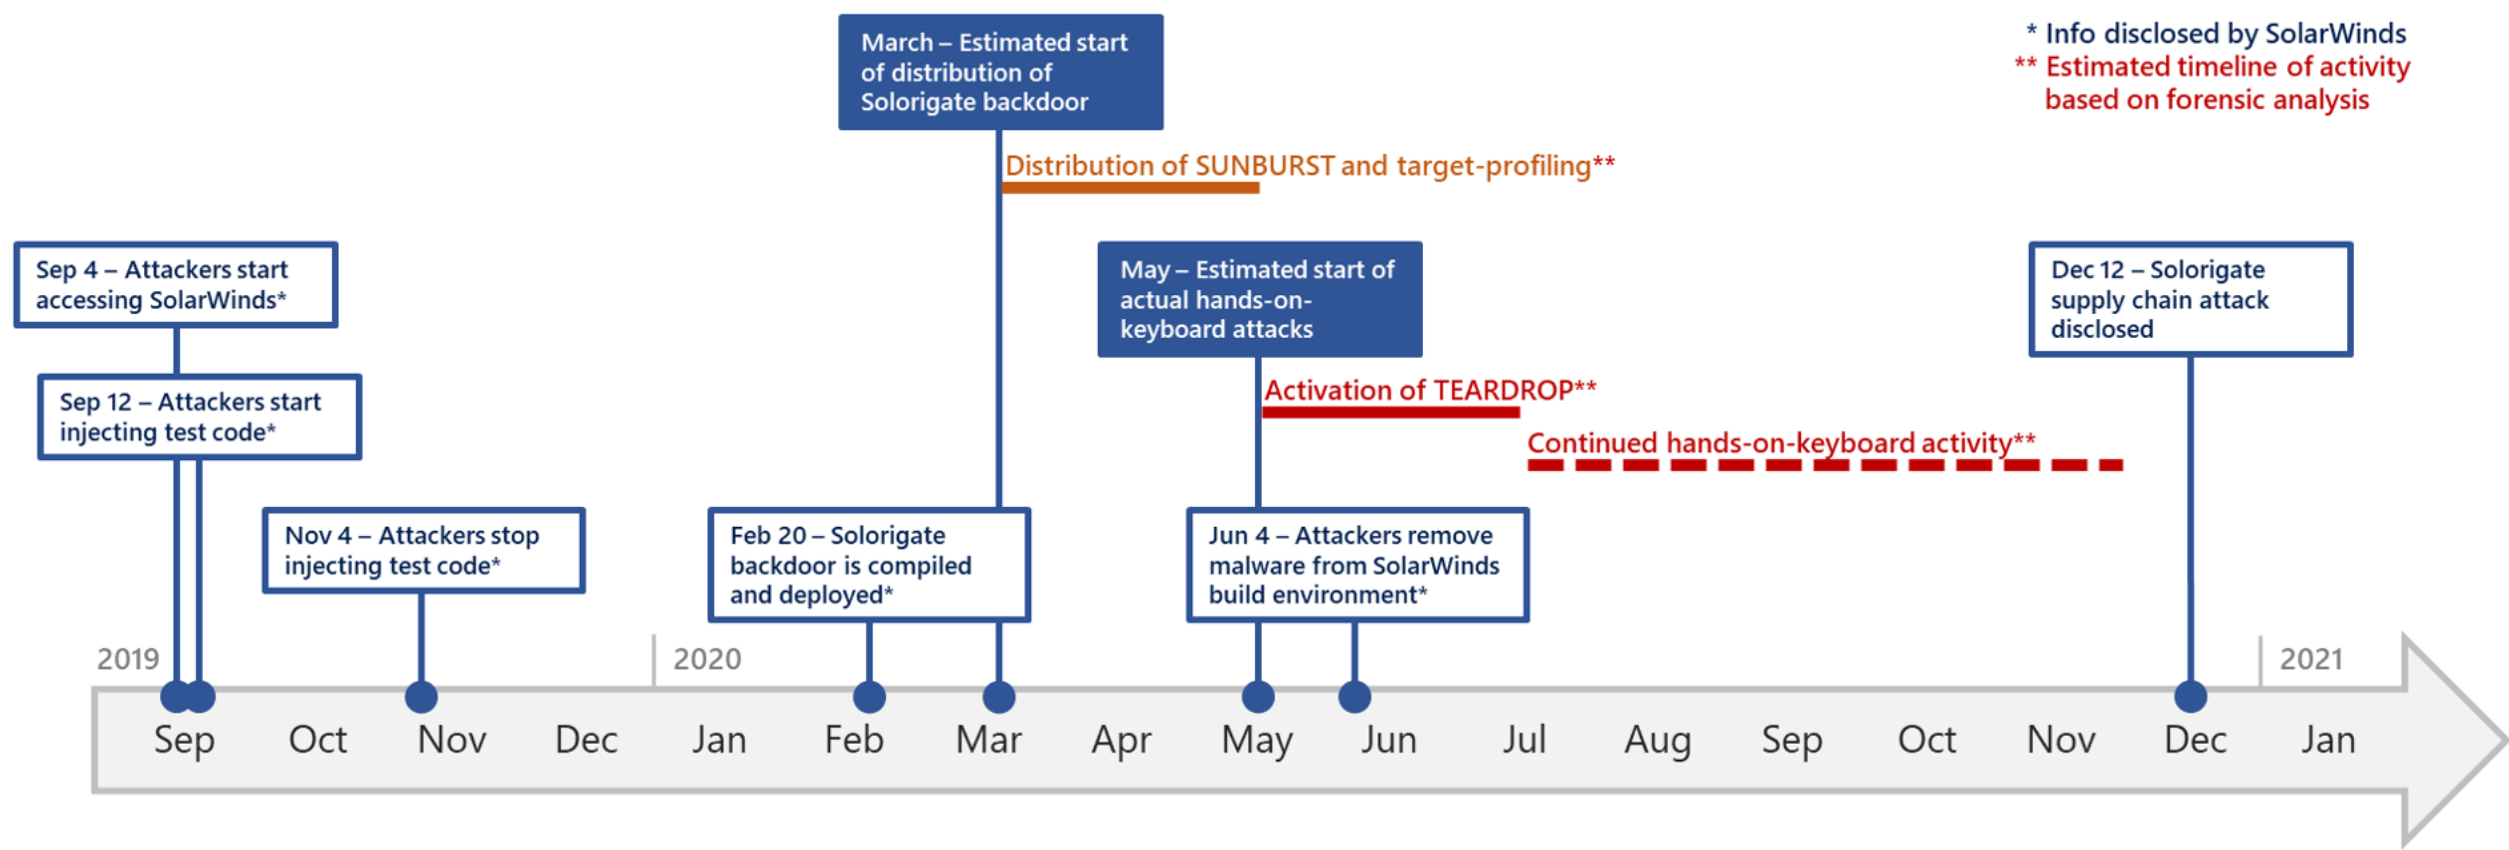 March – Estimated start
of distribution of
Solorigate backdoor
* Info disclosed by SolarWinds
** Estimated timeline of activity
based on forensic analysis
Distribution of SUNBURST and target-profiling**
Sep 4 – Attackers start
accessing SolarWinds*
May – Estimated start of
actual hands-on-
keyboard attacks
Dec 12 – Solorigate
supply chain attack
disclosed
Sep 12 – Attackers start
injecting test code*
Activation of TEARDROP**
Continued hands-on-keyboard activity**
Nov 4 – Attackers stop
injecting test code*
Feb 20 – Solorigate
backdoor is compiled
and deployed*
Jun 4 – Attackers remove
malware from SolarWinds
build environment*
2019
2020
2021
Sep Oct Nov Dec Jan Feb Mar Apr May Jun Jul Aug Sep Oct Nov Dec Jan